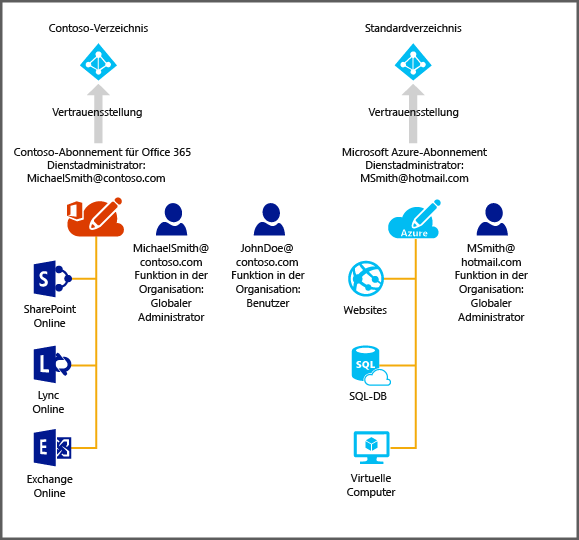 Contoso-Verzeichnis
Vertrauensstellung
Contoso-Abonnement für Office 365
Dienstadministrator:
MichaelSmith@contoso.com
MichaelSmith@
contoso.com
Funktion in der
Organisation:
Globaler
Administrator
JohnDoe@
contoso.com
Funktion in der
Organisation:
Benutzer
S
SharePoint
Online
L
Lync
Online
E
Exchange
Online
Standardverzeichnis
Vertrauensstellung
Microsoft Azure-Abonnement
Dienstadministrator:
MSmith@hotmail.com
Azure
MSmith@
hotmail.com
Funktion in der
Organisation:
Globaler
Administrator
Websites
SQL
SQL-DB
Virtuelle
Computer